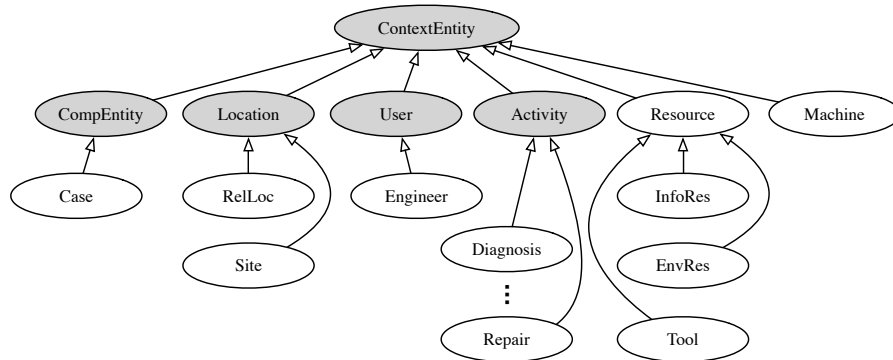 ContextEntity
CompEntity Location User Activity Resource Machine
Case RelLoc Engineer InfoRes
Site Diagnosis EnvRes
Repair Tool